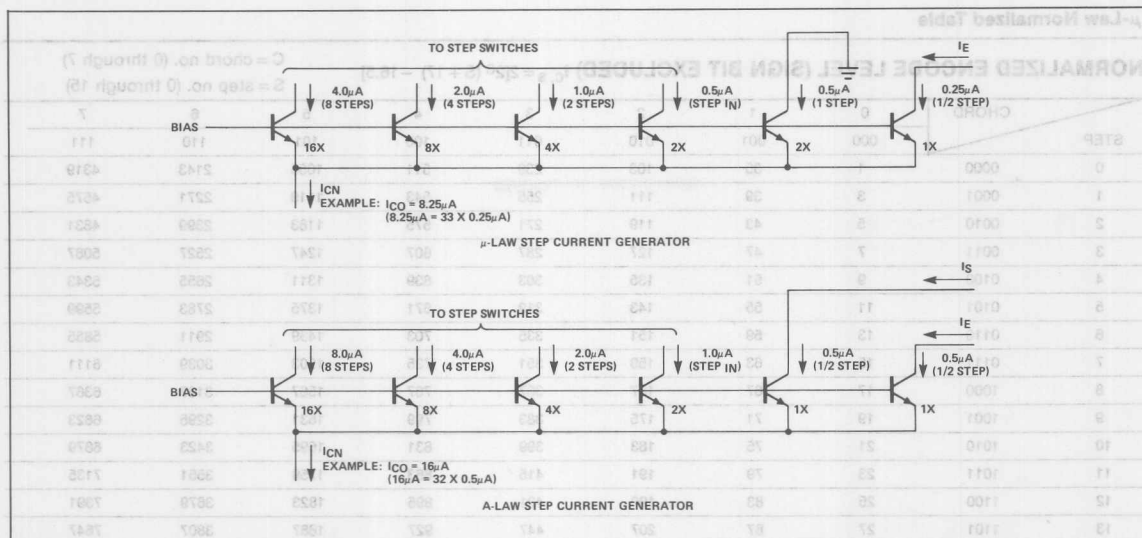 TO STEP SWITCHES
IE
4.0μA
(8 STEPS)
2.0μA
(4 STEPS)
1.0μA
(2 STEPS)
0.5μA
(STEP IN)
0.5μA
(1 STEP)
0.25μA
(1/2 STEP)
BIAS
16X
8X
4X
2X
2X
1X
ICN
EXAMPLE: ICO = 8.25μA
(8.25μA = 33 X 0.25μA)
μ-LAW STEP CURRENT GENERATOR
IS
TO STEP SWITCHES
IE
8.0μA
(8 STEPS)
4.0μA
(4 STEPS)
2.0μA
(2 STEPS)
1.0μA
(STEP IN)
0.5μA
(1/2 STEP)
0.5μA
(1/2 STEP)
BIAS
16X
8X
4X
2X
1X
1X
ICN
EXAMPLE: ICO = 16μA
(16μA = 32 X 0.5μA)
A-LAW STEP CURRENT GENERATOR